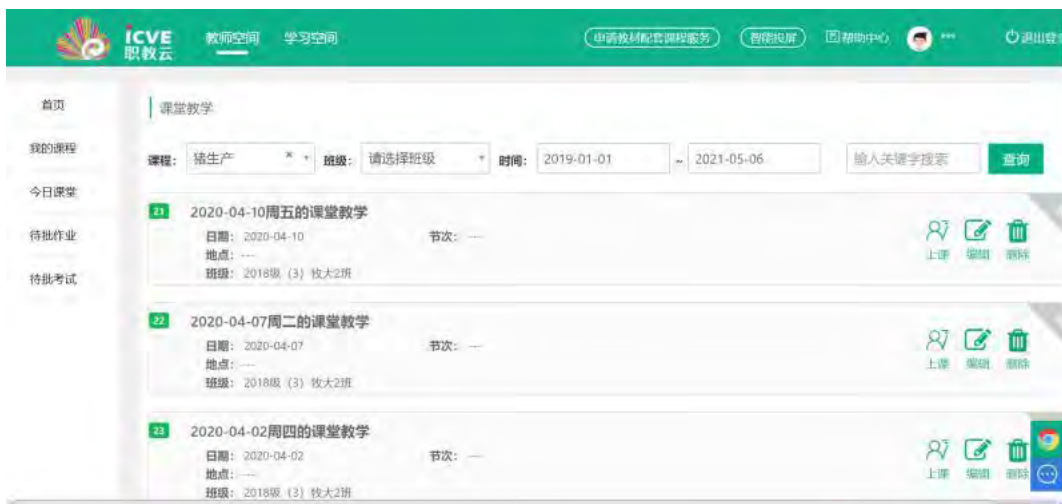 iCVE
职教云
教师空间 学习空间 申请教材配套课程服务 智能投屏 帮助中心 ··· 退出登
首页
我的课程
今日课堂
待批作业
待批考试
课堂教学
课程： 猪生产 × 班级： 请选择班级 时间： 2019-01-01 ~ 2021-05-06 输入关键字搜索 查询
21 2020-04-10周五的课堂教学
日期： 2020-04-10 节次： ---
地点： ---
班级： 2018级（3）牧大2班
上课 编辑 删除
22 2020-04-07周二的课堂教学
日期： 2020-04-07 节次： ---
地点： ---
班级： 2018级（3）牧大2班
上课 编辑 删除
23 2020-04-02周四的课堂教学
日期： 2020-04-02 节次： ---
地点： ---
班级： 2018级（3）牧大2班
上课 编辑 删除